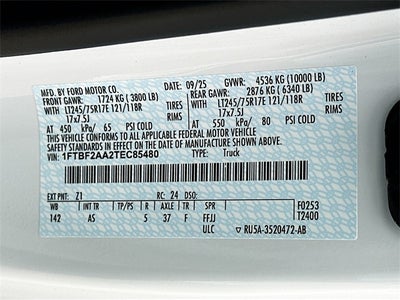 MFD. BY FORD MOTOR CO. 09/25 GVWR: 4536 KG (10000 LB)
FRONT GAWR: 1724 KG ( 3800 LB) REAR GAWR: 2876 KG ( 6340 LB)
LT245/75R17E 121/118R TIRES LT245/75R17E 121/118R TIRES
17x7.5J RIMS 17x7.5J RIMS
AT 450 kPa/ 65 PSI COLD AT 550 kPa/ 80 PSI COLD
THIS VEHICLE CONFORMS TO ALL APPLICABLE FEDERAL MOTOR
VEHICLE SAFETY STANDARDS IN EFFECT ON THE DATE OF MANUFACTURE
SHOWN ABOVE.
VIN: 1FTBF2AA2TEC85480 TYPE: Truck
EXT PNT: Z1 RC: 24 DSO: F0253
WB INT TR TP/PS R AXLE TR SPR T2400
142 AS 5 37 F FFJJ
ULC RU5A-3520472-AB